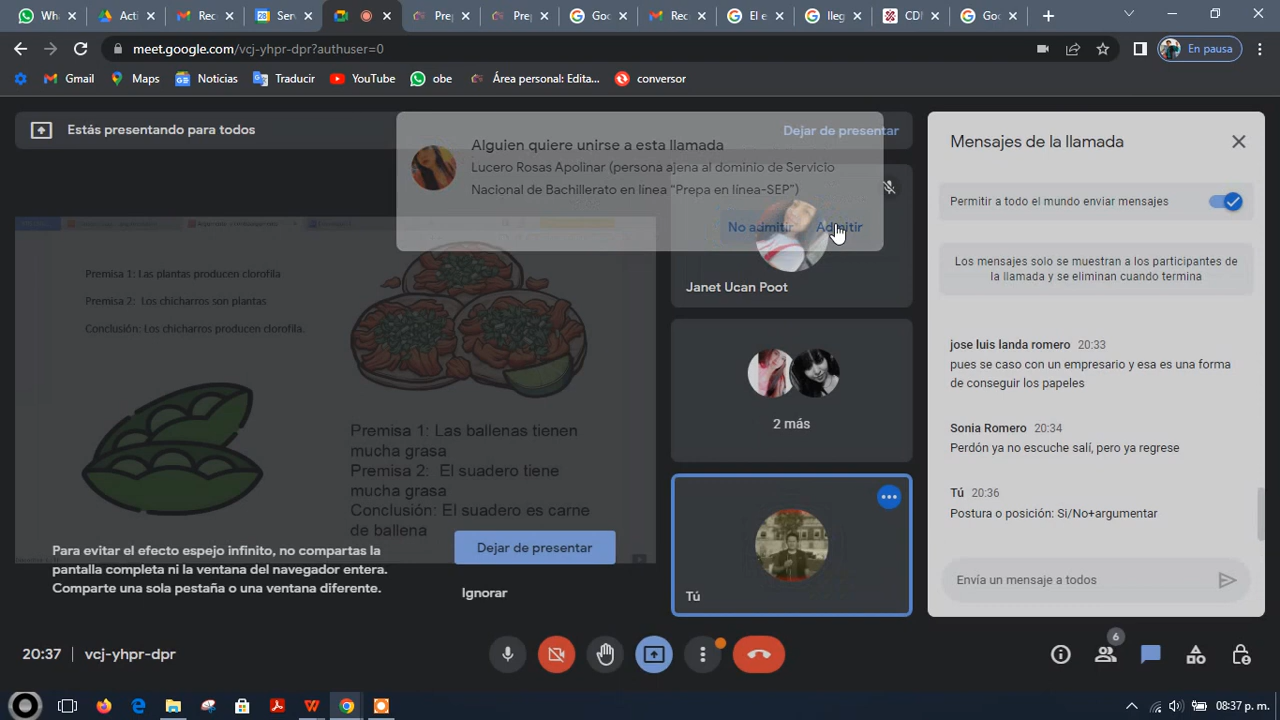 Wha
Acti
Rec
Serv
Prep
Prep
Goo
Rec
El e
lleg
CDI
Goo
meet.google.com/vcj-yhpr-dpr?authuser=0
En pausa
Gmail
Maps
Noticias
Traducir
YouTube
obe
Área personal: Edita...
conversor
Estás presentando para todos
Dejar de presentar
Alguien quiere unirse a esta llamada
Lucero Rosas Apolinar (persona ajena al dominio de Servicio
Nacional de Bachillerato en línea “Prepa en línea-SEP”)
No admitir
Admitir
Premisa 1: Las plantas producen clorofila
Premisa 2: Los chicharros son plantas
Conclusión: Los chicharros producen clorofila.
Premisa 1: Las ballenas tienen
mucha grasa
Premisa 2: El suadero tiene
mucha grasa
Conclusión: El suadero es carne
de ballena
Para evitar el efecto espejo infinito, no compartas la
pantalla completa ni la ventana del navegador entera.
Comparte una sola pestaña o una ventana diferente.
Dejar de presentar
Ignorar
Janet Ucan Poot
2 más
Tú
Mensajes de la llamada
Permitir a todo el mundo enviar mensajes
Los mensajes solo se muestran a los participantes de
la llamada y se eliminan cuando termina
jose luis landa romero 20:33
pues se caso con un empresario y esa es una forma
de conseguir los papeles
Sonia Romero 20:34
Perdón ya no escuche salí, pero ya regrese
Tú 20:36
Postura o posición: Si/No+argumentar
Envía un mensaje a todos
20:37 | vcj-yhpr-dpr
6
08:37 p. m.